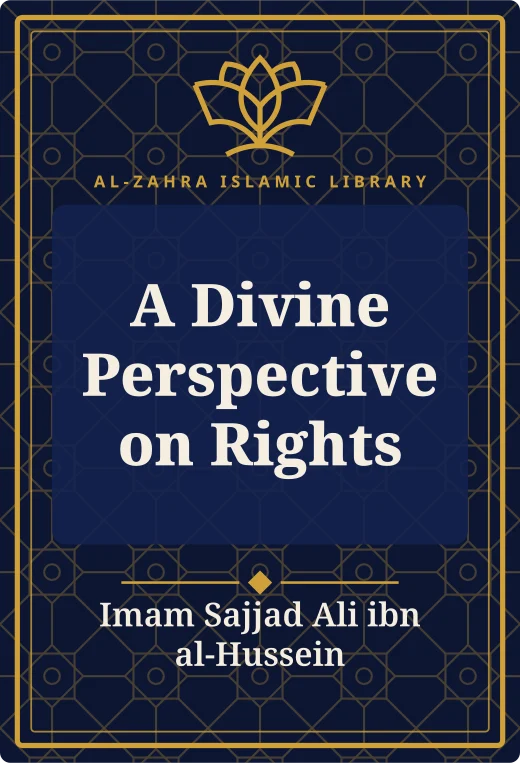 AL-ZAHRA ISLAMIC LIBRARY
A Divine
Perspective
on Rights
Imam Sajjad Ali ibn
al-Hussein